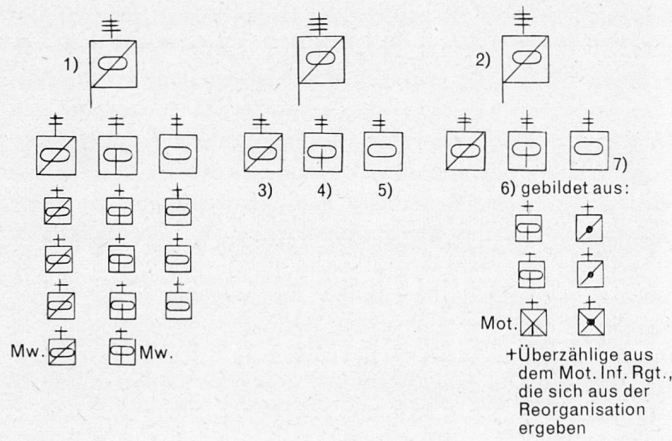 1)
2)
3) 4) 5)
7)
6) gebildet aus:
Mot.
Mw. Mw.
+Überzählige aus
dem Mot. Inf. Rgt.,
die sich aus der
Reorganisation
ergeben